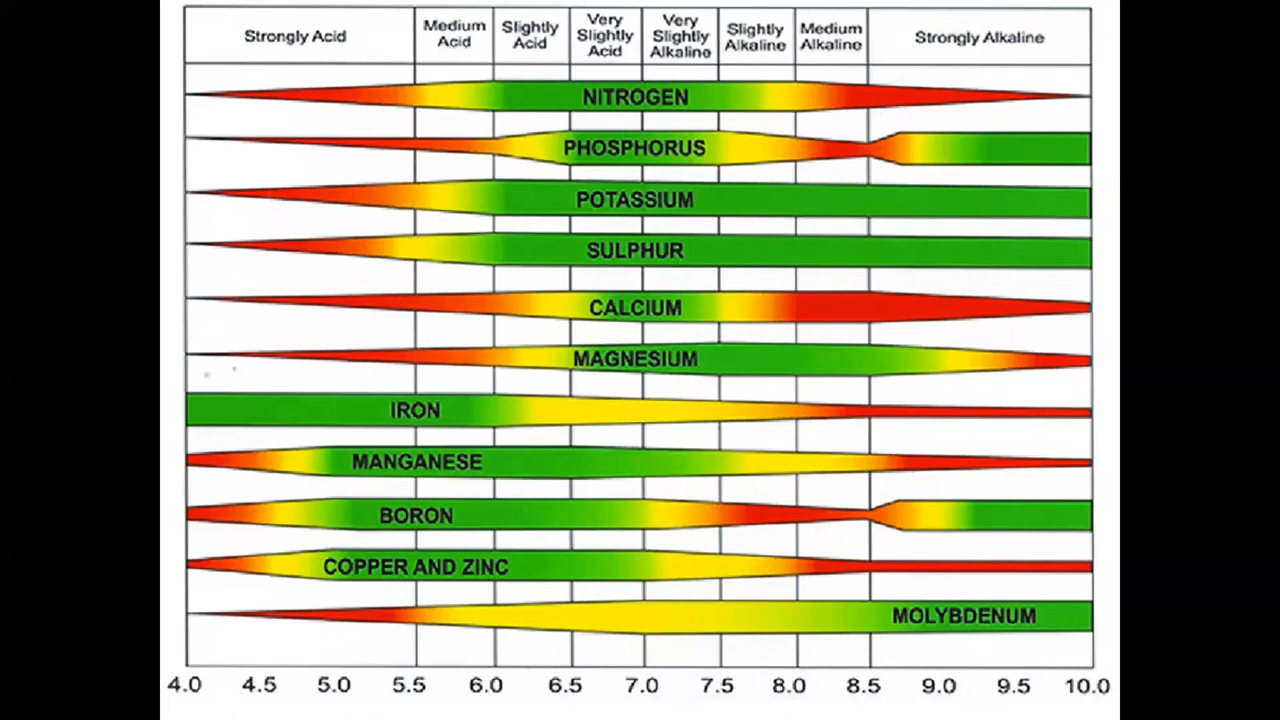 Strongly Acid
Medium
Acid
Slightly
Acid
Very
Slightly
Acid
Very
Slightly
Alkaline
Slightly
Alkaline
Medium
Alkaline
Strongly Alkaline
NITROGEN
PHOSPHORUS
POTASSIUM
SULPHUR
CALCIUM
MAGNESIUM
IRON
MANGANESE
BORON
COPPER AND ZINC
MOLYBDENUM
4.0 4.5 5.0 5.5 6.0 6.5 7.0 7.5 8.0 8.5 9.0 9.5 10.0